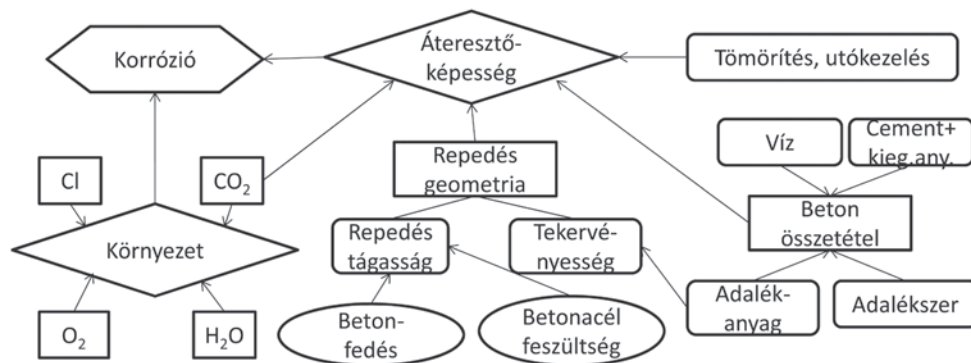 Korrózió
Áteresztő-
képesség
Tömörítés, utókezelés
Víz
Cement+
kieg.any.
Repedés
geometria
Cl
CO₂
Beton
összetétel
Környezet
Repedés
tágasság
Tekervé-
nyesség
Adalék-
anyag
Adalékszer
O₂
H₂O
Beton-
fedés
Betonacél
feszültség